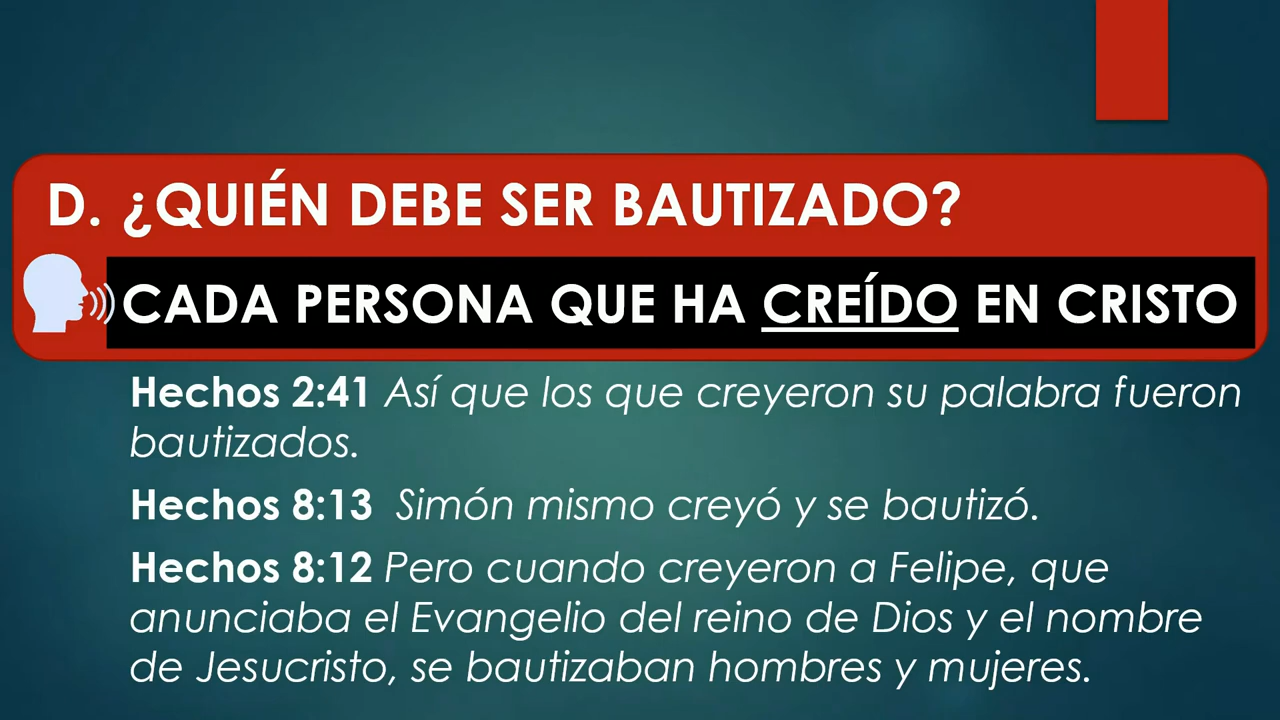 D. ¿QUIÉN DEBE SER BAUTIZADO?
CADA PERSONA QUE HA CREÍDO EN CRISTO
Hechos 2:41 Así que los que creyeron su palabra fueron
bautizados.
Hechos 8:13 Simón mismo creyó y se bautizó.
Hechos 8:12 Pero cuando creyeron a Felipe, que
anunciaba el Evangelio del reino de Dios y el nombre
de Jesucristo, se bautizaban hombres y mujeres.